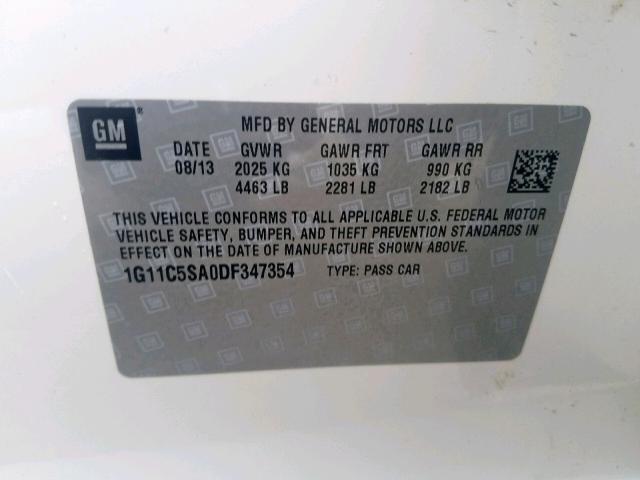 GM ®
MFD BY GENERAL MOTORS LLC
DATE GVWR GAWR FRT GAWR RR
08/13 2025 KG 1035 KG 990 KG
4463 LB 2281 LB 2182 LB
THIS VEHICLE CONFORMS TO ALL APPLICABLE U.S. FEDERAL MOTOR
VEHICLE SAFETY, BUMPER, AND THEFT PREVENTION STANDARDS IN
EFFECT ON THE DATE OF MANUFACTURE SHOWN ABOVE.
1G11C5SA0DF347354 TYPE: PASS CAR